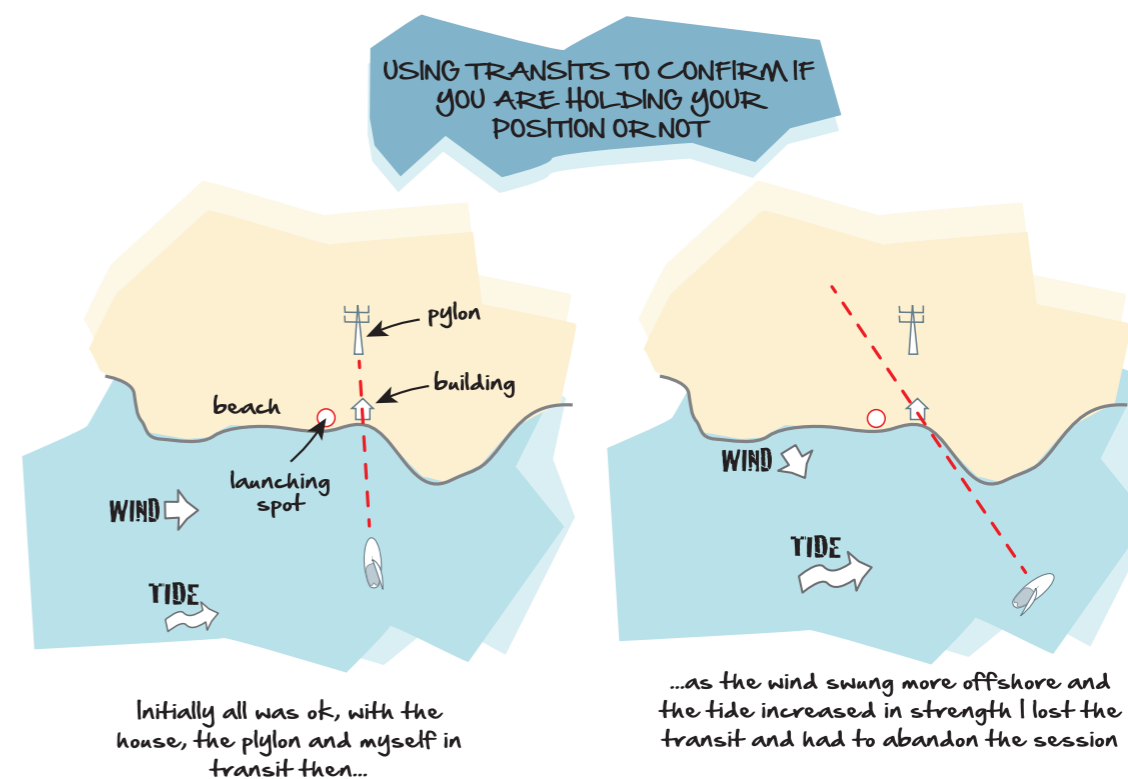 USING TRANSITS TO CONFIRM IF
YOU ARE HOLDING YOUR
POSITION OR NOT
pylon
building
beach
launching
spot
WIND
TIDE
Initially all was ok, with the
house, the plylon and myself in
transit then...
WIND
TIDE
...as the wind swung more offshore and
the tide increased in strength I lost the
transit and had to abandon the session